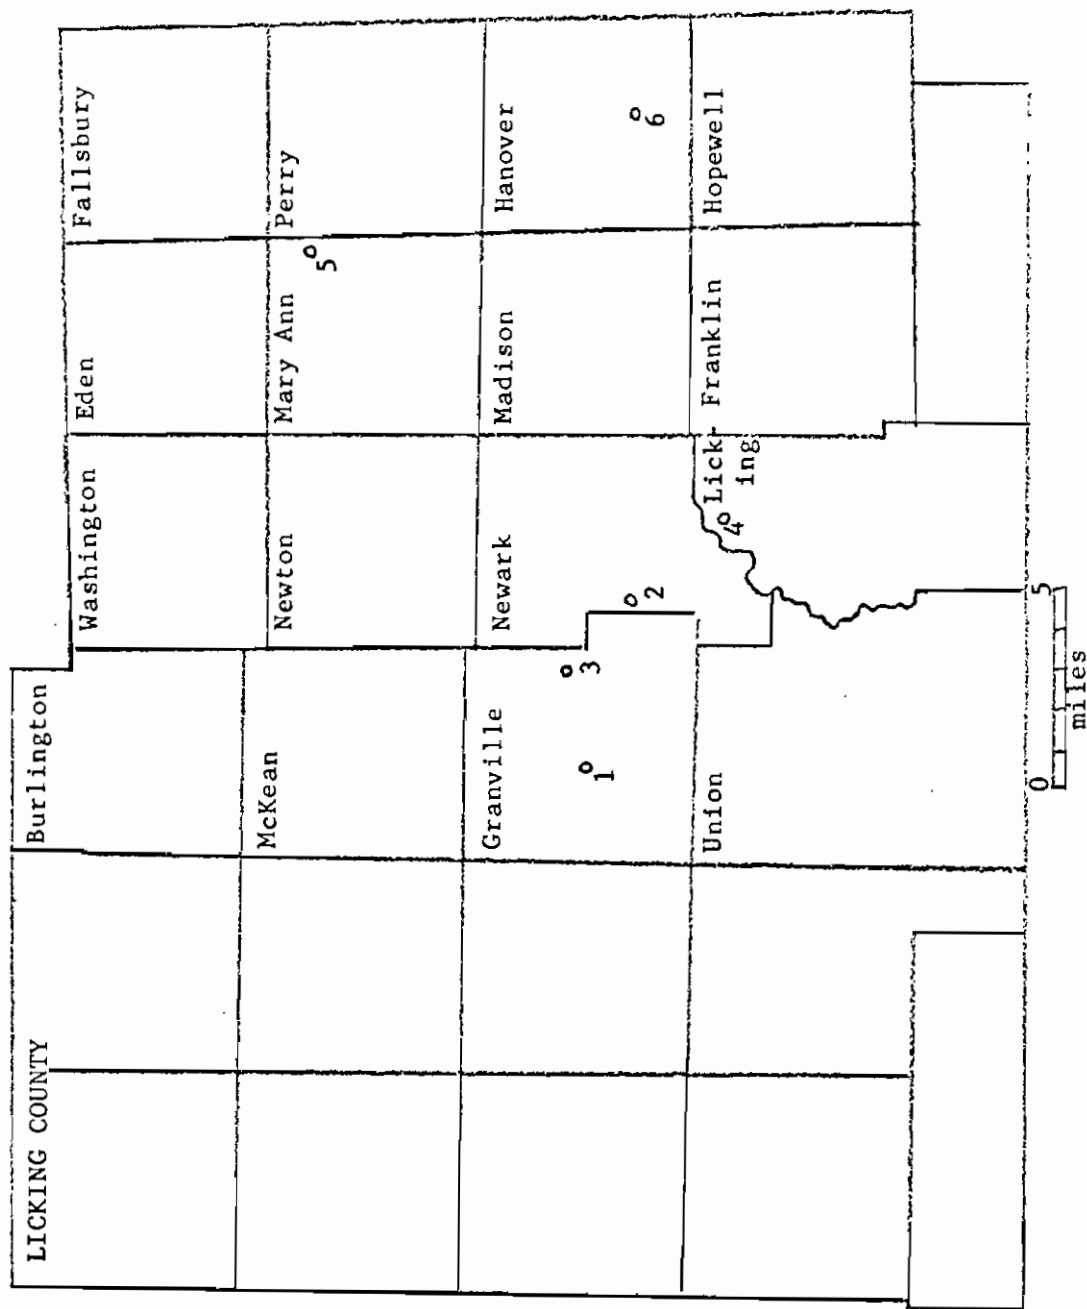 LICKING COUNTY
Burlington
Washington
Eden
Fallsbury
McKean
Newton
Mary Ann
Perry
5
Granville
Newark
Madison
Hanover
1
3
2
6
Union
Lick-
ing
Franklin
Hopewell
4
0 5
miles